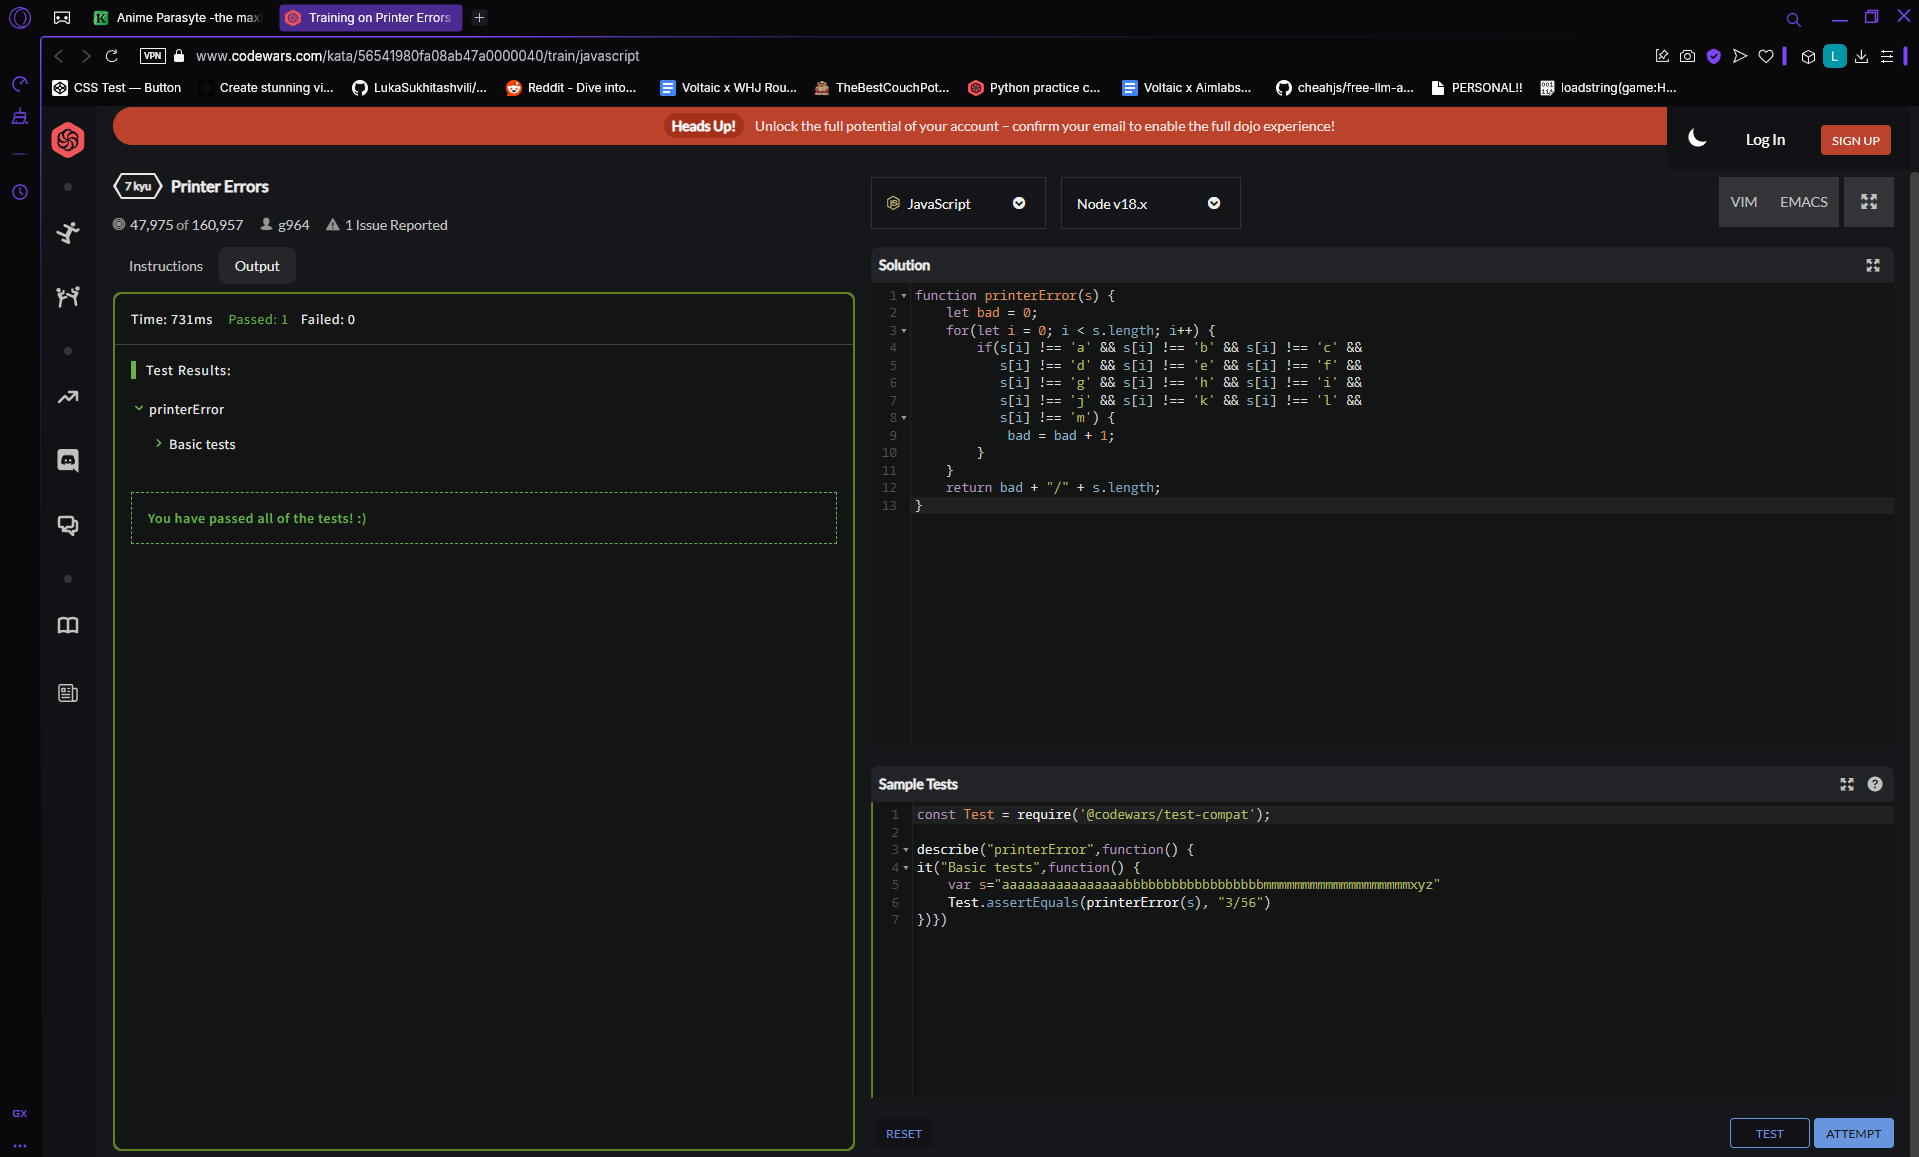 Anime Parasyte -the maxi
Training on Printer Errors
VPN
www.codewars.com/kata/56541980fa08ab47a0000040/train/javascript
L
CSS Test — Button
Create stunning vi...
LukaSukhitashvili/...
Reddit - Dive into...
Voltaic x WHJ Rou...
TheBestCouchPot...
Python practice c...
Voltaic x Aimlabs...
cheahjs/free-llm-a...
PERSONAL!!
loadstring(game:H...
Heads Up! Unlock the full potential of your account – confirm your email to enable the full dojo experience!
Log In
SIGN UP
7 kyu
Printer Errors
47,975 of 160,957
g964
1 Issue Reported
JavaScript
Node v18.x
VIM
EMACS
Instructions
Output
Time: 731ms Passed: 1 Failed: 0
Test Results:
printerError
Basic tests
You have passed all of the tests! :)
Solution
1 function printerError(s) {
2     let bad = 0;
3     for(let i = 0; i < s.length; i++) {
4         if(s[i] !== 'a' && s[i] !== 'b' && s[i] !== 'c' &&
5            s[i] !== 'd' && s[i] !== 'e' && s[i] !== 'f' &&
6            s[i] !== 'g' && s[i] !== 'h' && s[i] !== 'i' &&
7            s[i] !== 'j' && s[i] !== 'k' && s[i] !== 'l' &&
8            s[i] !== 'm') {
9             bad = bad + 1;
10         }
11     }
12     return bad + "/" + s.length;
13 }
Sample Tests
1 const Test = require('@codewars/test-compat');
2
3 describe("printerError",function() {
4 it("Basic tests",function() {
5     var s="aaaaaaaaaaaaaaaabbbbbbbbbbbbbbbbbbmmmmmmmmmmmmmmmmmmmxyz"
6     Test.assertEquals(printerError(s), "3/56")
7 })})
RESET
TEST
ATTEMPT
GX